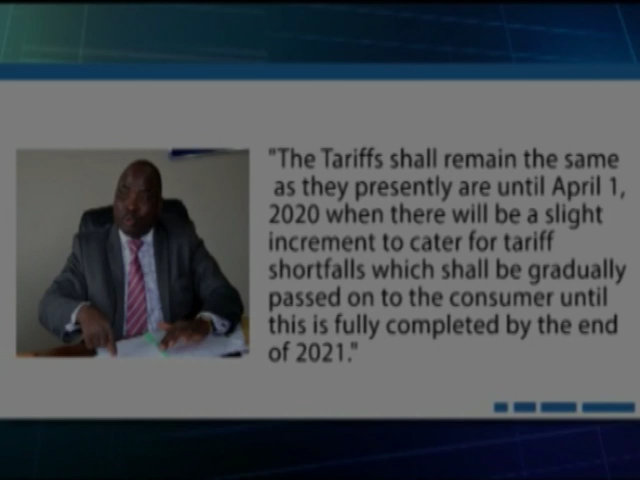 "The Tariffs shall remain the same
as they presently are until April 1,
2020 when there will be a slight
increment to cater for tariff
shortfalls which shall be gradually
passed on to the consumer until
this is fully completed by the end
of 2021."